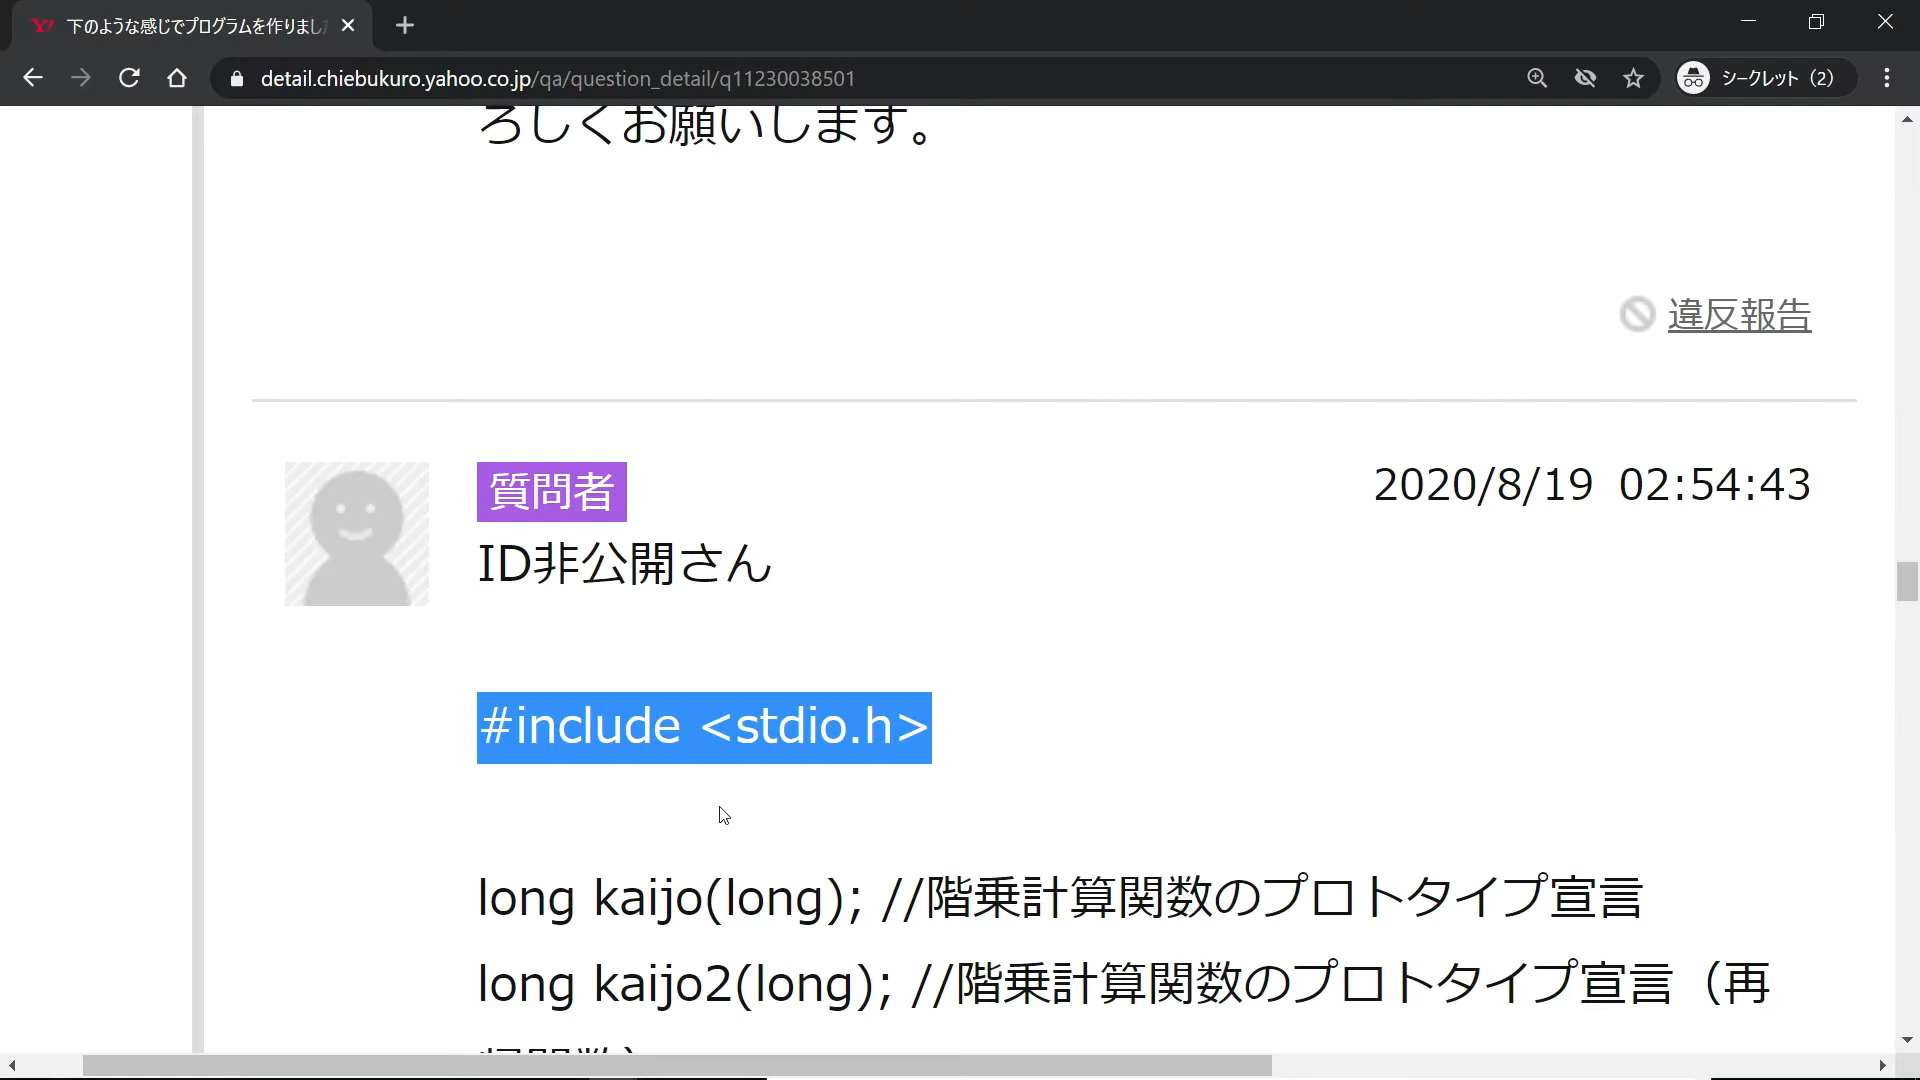 下のような感じでプログラムを作りまし
detail.chiebukuro.yahoo.co.jp/qa/question_detail/q11230038501
シークレット (2)
ろしくお願いします。
違反報告
質問者
2020/8/19 02:54:43
ID非公開さん
#include <stdio.h>
long kaijo(long); //階乗計算関数のプロトタイプ宣言
long kaijo2(long); //階乗計算関数のプロトタイプ宣言（再